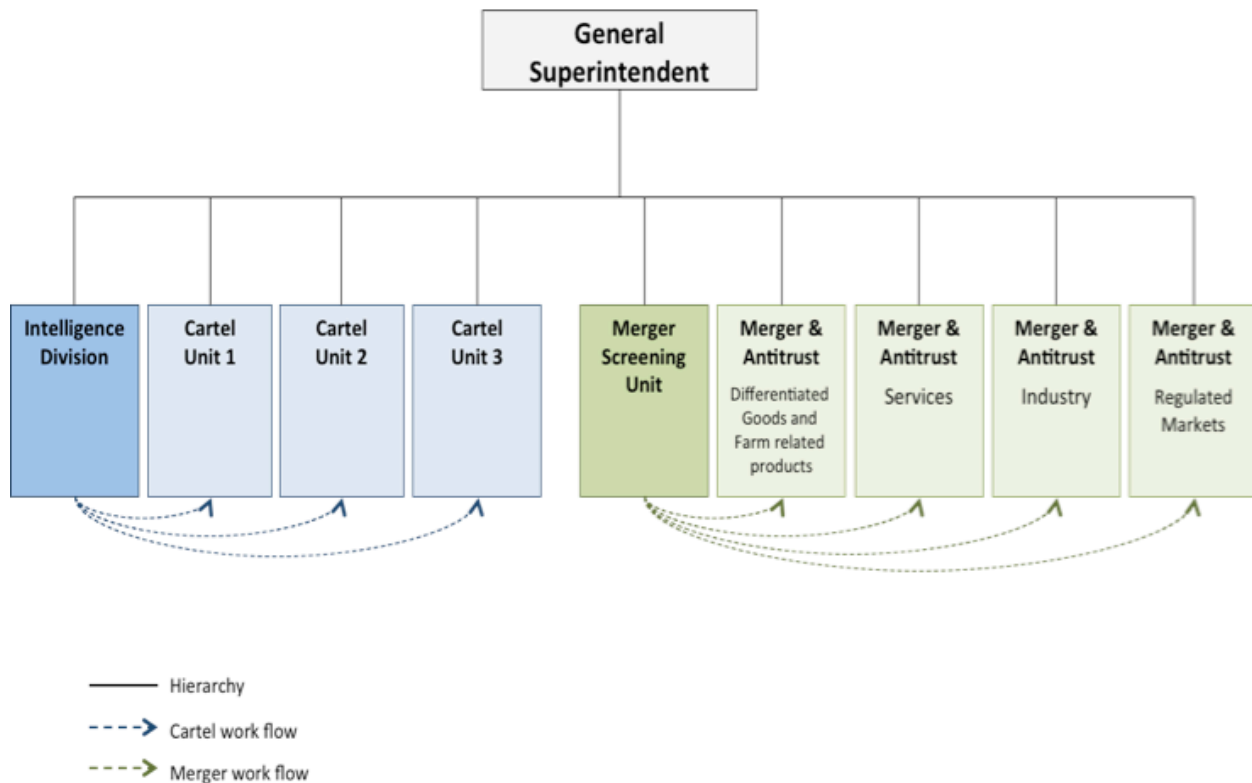 General
Superintendent
Intelligence
Division
Cartel
Unit 1
Cartel
Unit 2
Cartel
Unit 3
Merger
Screening
Unit
Merger &
Antitrust
Differentiated
Goods and
Farm related
products
Merger &
Antitrust
Services
Merger &
Antitrust
Industry
Merger &
Antitrust
Regulated
Markets
Hierarchy
Cartel work flow
Merger work flow